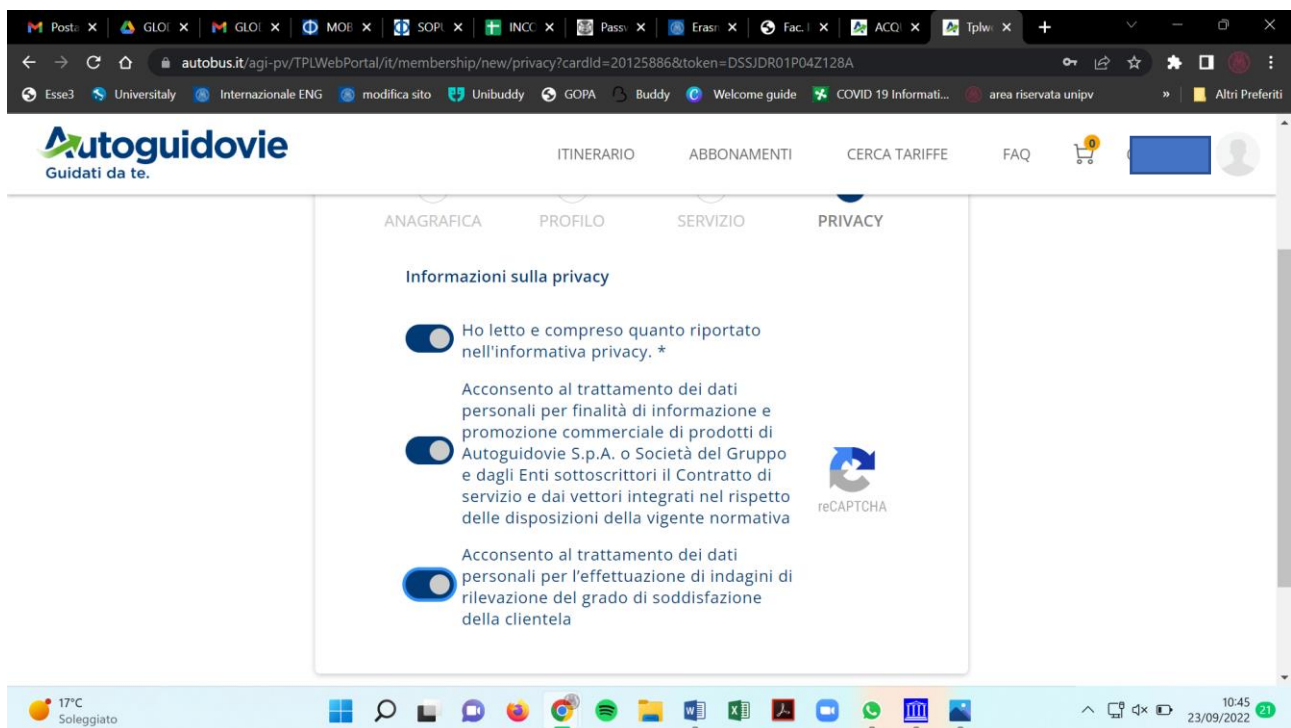 Posta
GLOI
GLOI
MOB
SOPI
INCC
Passv
Erasn
Fac. I
ACQ
Tplwe
autobus.it/agi-pv/TPLWebPortal/it/membership/new/privacy?cardId=20125886&token=DSSJDR01P04Z128A
Esse3 Universitaly Internazionale ENG modifica sito Unibuddy GOPA Buddy Welcome guide COVID 19 Informati... area riservata unipv » Altri Preferiti
Autoguidovie
Guidati da te.
ITINERARIO ABBONAMENTI CERCA TARIFFE FAQ 0
ANAGRAFICA PROFILO SERVIZIO PRIVACY
Informazioni sulla privacy
Ho letto e compreso quanto riportato
nell'informativa privacy. *
Acconsento al trattamento dei dati
personali per finalità di informazione e
promozione commerciale di prodotti di
Autoguidovie S.p.A. o Società del Gruppo
e dagli Enti sottoscrittori il Contratto di
servizio e dai vettori integrati nel rispetto
delle disposizioni della vigente normativa
reCAPTCHA
Acconsento al trattamento dei dati
personali per l'effettuazione di indagini di
rilevazione del grado di soddisfazione
della clientela
17°C
Soleggiato
10:45
23/09/2022
21